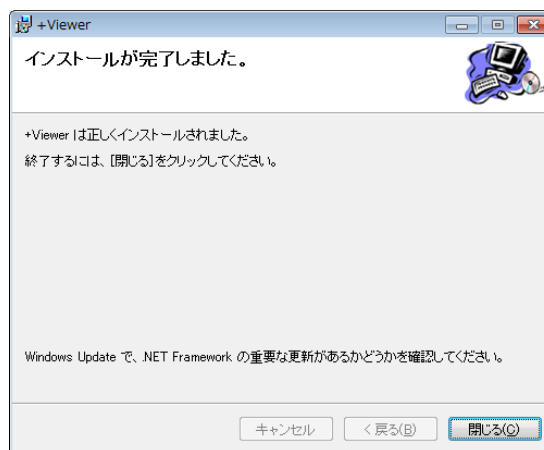 +Viewer
インストールが完了しました。
+Viewer は正しくインストールされました。
終了するには、[閉じる]をクリックしてください。
Windows Update で、.NET Framework の重要な更新があるかどうかを確認してください。
キャンセル
< 戻る(B)
閉じる(C)